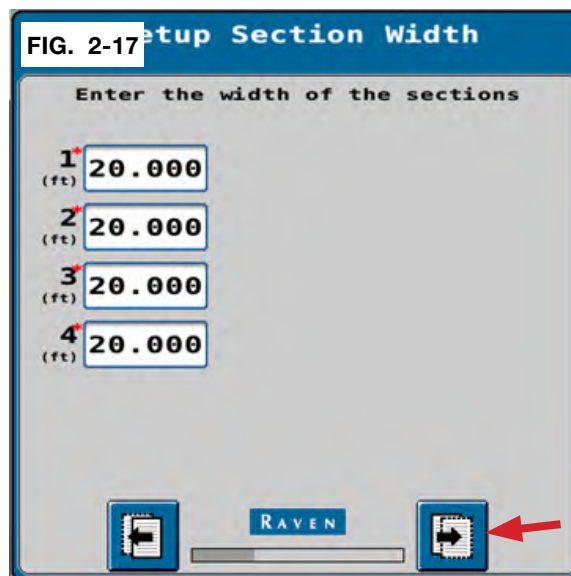 FIG. 2-17 etup Section Width
Enter the width of the sections
1* 20.000
(ft)
2* 20.000
(ft)
3* 20.000
(ft)
4* 20.000
(ft)
RAVEN